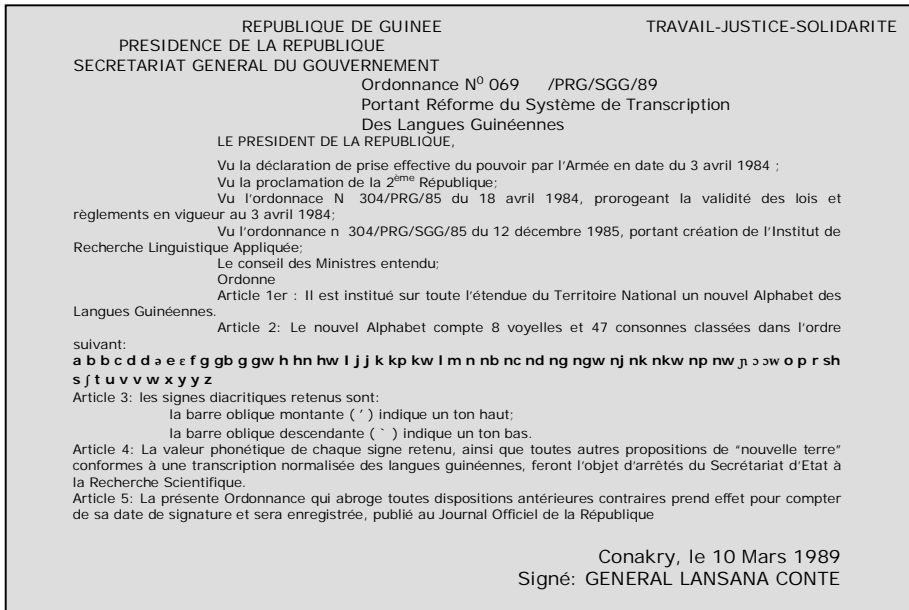 REPUBLIQUE DE GUINEE TRAVAIL-JUSTICE-SOLIDARITE
PRESIDENCE DE LA REPUBLIQUE
SECRETARIAT GENERAL DU GOUVERNEMENT
Ordonnance N⁰ 069 /PRG/SGG/89
Portant Réforme du Système de Transcription
Des Langues Guinéennes
LE PRESIDENT DE LA REPUBLIQUE,
Vu la déclaration de prise effective du pouvoir par l'Armée en date du 3 avril 1984 ;
Vu la proclamation de la 2ème République;
Vu l'ordonnace N 304/PRG/85 du 18 avril 1984, prorogeant la validité des lois et
règlements en vigueur au 3 avril 1984;
Vu l'ordonnance n 304/PRG/SGG/85 du 12 décembre 1985, portant création de l'Institut de
Recherche Linguistique Appliquée;
Le conseil des Ministres entendu;
Ordonne
Article 1er : Il est institué sur toute l'étendue du Territoire National un nouvel Alphabet des
Langues Guinéennes.
Article 2: Le nouvel Alphabet compte 8 voyelles et 47 consonnes classées dans l'ordre
suivant:
a b b c d d ə e ɛ f g gb g gw h hn hw I j j k kp kw l m n nb nc nd ng ngw nj nk nkw np nw ɲ ɔ ɔw o p r sh
s ʃ t u v v w x y y z
Article 3: les signes diacritiques retenus sont:
la barre oblique montante ( ′ ) indique un ton haut;
la barre oblique descendante ( ` ) indique un ton bas.
Article 4: La valeur phonétique de chaque signe retenu, ainsi que toutes autres propositions de "nouvelle terre"
conformes à une transcription normalisée des langues guinéennes, feront l'objet d'arrêtés du Secrétariat d'Etat à
la Recherche Scientifique.
Article 5: La présente Ordonnance qui abroge toutes dispositions antérieures contraires prend effet pour compter
de sa date de signature et sera enregistrée, publié au Journal Officiel de la République
Conakry, le 10 Mars 1989
Signé: GENERAL LANSANA CONTE